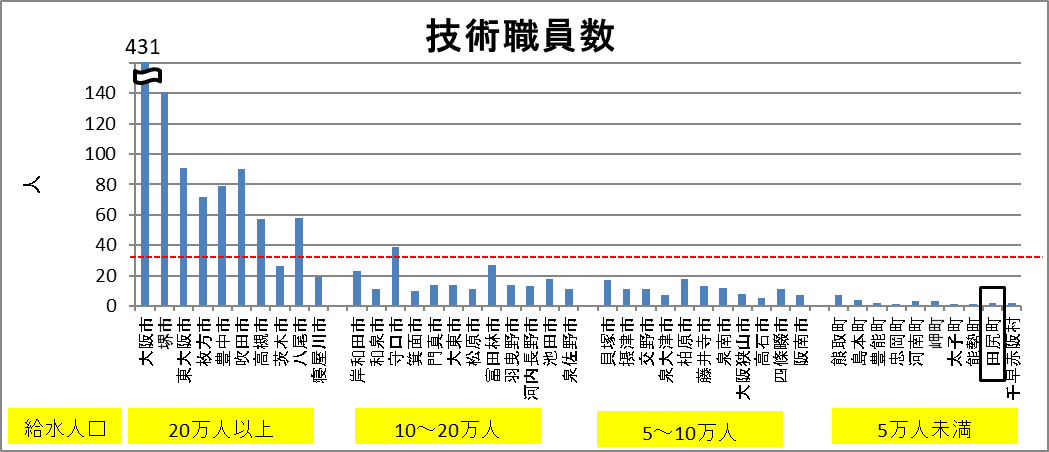 技術職員数
431
人
140
120
100
80
60
40
20
0
大阪市
堺市
東大阪市
枚方市
豊中市
吹田市
高槻市
茨木市
八尾市
寝屋川市
岸和田市
和泉市
守口市
箕面市
門真市
大東市
松原市
富田林市
羽曳野市
河内長野市
池田市
泉佐野市
貝塚市
摂津市
交野市
泉大津市
柏原市
藤井寺市
泉南市
大阪狭山市
高石市
四條畷市
阪南市
熊取町
島本町
豊能町
忠岡町
河南町
岬町
太子町
能勢町
田尻町
千早赤阪村
給水人口
20万人以上
10～20万人
5～10万人
5万人未満